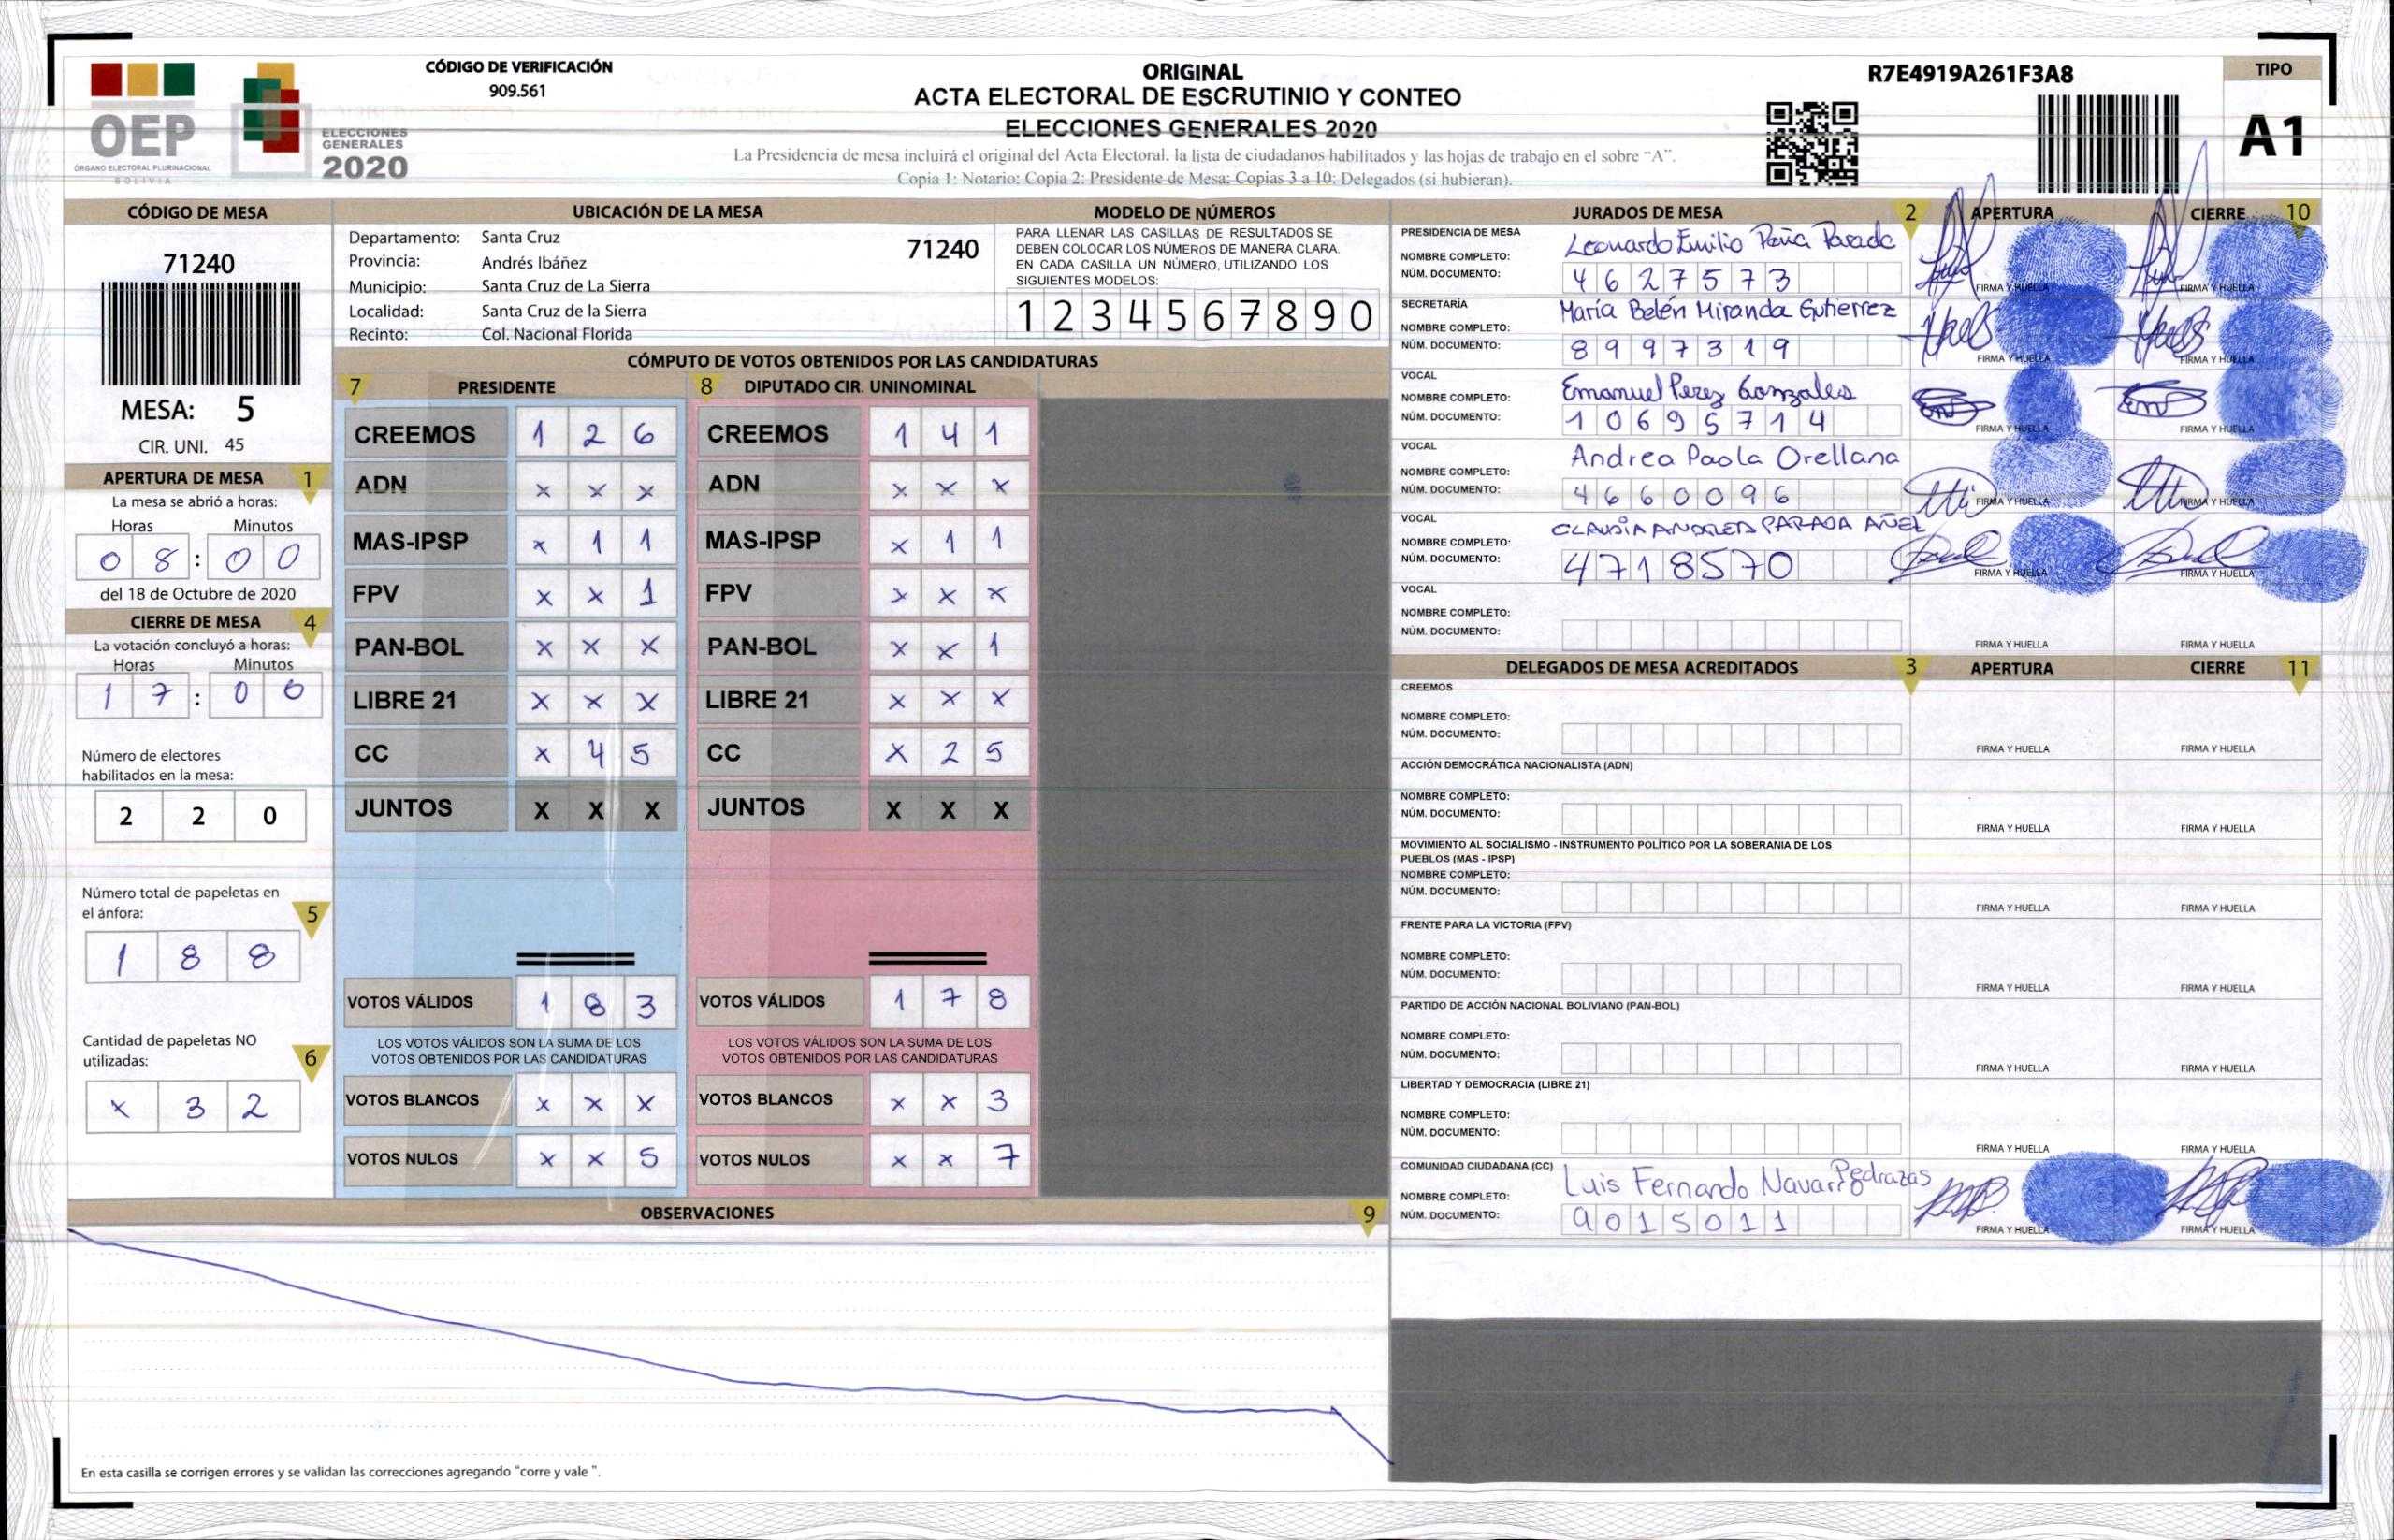 CÓDIGO DE VERIFICACIÓN
909.561
ORIGINAL
ACTA ELECTORAL DE ESCRUTINIO Y CONTEO
ELECCIONES GENERALES 2020
La Presidencia de mesa incluirá el original del Acta Electoral, la lista de ciudadanos habilitados y las hojas de trabajo en el sobre "A".
Copia 1: Notario; Copia 2: Presidente de Mesa; Copias 3 a 10: Delegados (si hubieran).
R7E4919A261F3A8
TIPO
A1
OEP
ÓRGANO ELECTORAL PLURINACIONAL
BOLIVIA
ELECCIONES
GENERALES
2020
CÓDIGO DE MESA
71240
MESA: 5
CIR. UNI. 45
APERTURA DE MESA 1
La mesa se abrió a horas:
Horas Minutos
0 8 : 0 0
del 18 de Octubre de 2020
CIERRE DE MESA 4
La votación concluyó a horas:
Horas Minutos
1 7 : 0 0
Número de electores
habilitados en la mesa:
2 2 0
Número total de papeletas en
el ánfora:
5
1 8 8
Cantidad de papeletas NO
utilizadas:
6
x 3 2
UBICACIÓN DE LA MESA
Departamento: Santa Cruz
71240
Provincia: Andrés Ibáñez
Municipio: Santa Cruz de La Sierra
Localidad: Santa Cruz de la Sierra
Recinto: Col. Nacional Florida
MODELO DE NÚMEROS
PARA LLENAR LAS CASILLAS DE RESULTADOS SE
DEBEN COLOCAR LOS NÚMEROS DE MANERA CLARA.
EN CADA CASILLA UN NÚMERO, UTILIZANDO LOS
SIGUIENTES MODELOS:
1 2 3 4 5 6 7 8 9 0
CÓMPUTO DE VOTOS OBTENIDOS POR LAS CANDIDATURAS
7 PRESIDENTE
CREEMOS 1 2 6
ADN x x x
MAS-IPSP x 1 1
FPV x x 1
PAN-BOL x x x
LIBRE 21 x x x
CC x 4 5
JUNTOS X X X
VOTOS VÁLIDOS 1 8 3
LOS VOTOS VÁLIDOS SON LA SUMA DE LOS
VOTOS OBTENIDOS POR LAS CANDIDATURAS
VOTOS BLANCOS x x x
VOTOS NULOS x x 5
8 DIPUTADO CIR. UNINOMINAL
CREEMOS 1 4 1
ADN x x x
MAS-IPSP x 1 1
FPV x x x
PAN-BOL x x 1
LIBRE 21 x x x
CC x 2 5
JUNTOS X X X
VOTOS VÁLIDOS 1 7 8
LOS VOTOS VÁLIDOS SON LA SUMA DE LOS
VOTOS OBTENIDOS POR LAS CANDIDATURAS
VOTOS BLANCOS x x 3
VOTOS NULOS x x 7
OBSERVACIONES 9
En esta casilla se corrigen errores y se validan las correcciones agregando "corre y vale ".
JURADOS DE MESA 2 APERTURA CIERRE 10
PRESIDENCIA DE MESA
NOMBRE COMPLETO: Leonardo Emilio Peña Parada
NÚM. DOCUMENTO: 4 6 2 7 5 7 3
FIRMA Y HUELLA FIRMA Y HUELLA
SECRETARÍA
NOMBRE COMPLETO: María Belén Miranda Gutierrez
NÚM. DOCUMENTO: 8 9 9 7 3 1 9
FIRMA Y HUELLA FIRMA Y HUELLA
VOCAL
NOMBRE COMPLETO: Emanuel Perez Gonzales
NÚM. DOCUMENTO: 1 0 6 9 5 7 1 4
FIRMA Y HUELLA FIRMA Y HUELLA
VOCAL
NOMBRE COMPLETO: Andrea Paola Orellana
NÚM. DOCUMENTO: 4 6 6 0 0 9 6
FIRMA Y HUELLA FIRMA Y HUELLA
VOCAL
NOMBRE COMPLETO: CLAUDIA ANDREA PARADA AÑEZ
NÚM. DOCUMENTO: 4 7 1 8 5 7 0
FIRMA Y HUELLA FIRMA Y HUELLA
VOCAL
NOMBRE COMPLETO:
NÚM. DOCUMENTO:
FIRMA Y HUELLA FIRMA Y HUELLA
DELEGADOS DE MESA ACREDITADOS 3 APERTURA CIERRE 11
CREEMOS
NOMBRE COMPLETO:
NÚM. DOCUMENTO:
FIRMA Y HUELLA FIRMA Y HUELLA
ACCIÓN DEMOCRÁTICA NACIONALISTA (ADN)
NOMBRE COMPLETO:
NÚM. DOCUMENTO:
FIRMA Y HUELLA FIRMA Y HUELLA
MOVIMIENTO AL SOCIALISMO - INSTRUMENTO POLÍTICO POR LA SOBERANIA DE LOS
PUEBLOS (MAS - IPSP)
NOMBRE COMPLETO:
NÚM. DOCUMENTO:
FIRMA Y HUELLA FIRMA Y HUELLA
FRENTE PARA LA VICTORIA (FPV)
NOMBRE COMPLETO:
NÚM. DOCUMENTO:
FIRMA Y HUELLA FIRMA Y HUELLA
PARTIDO DE ACCIÓN NACIONAL BOLIVIANO (PAN-BOL)
NOMBRE COMPLETO:
NÚM. DOCUMENTO:
FIRMA Y HUELLA FIRMA Y HUELLA
LIBERTAD Y DEMOCRACIA (LIBRE 21)
NOMBRE COMPLETO:
NÚM. DOCUMENTO:
FIRMA Y HUELLA FIRMA Y HUELLA
COMUNIDAD CIUDADANA (CC)
NOMBRE COMPLETO: Luis Fernando Navarro Pedrazas
NÚM. DOCUMENTO: 9 0 1 5 0 1 1
FIRMA Y HUELLA FIRMA Y HUELLA